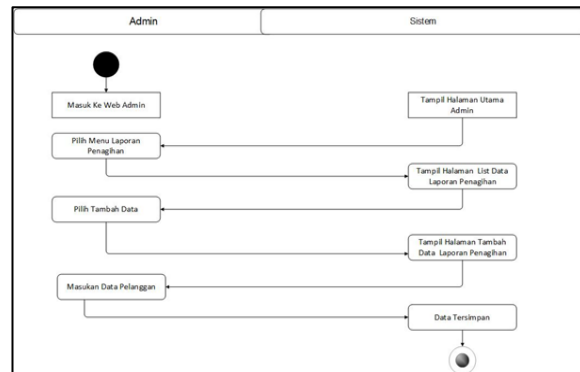 Admin
Sistem
Masuk Ke Web Admin
Tampil Halaman Utama
Admin
Pilih Menu Laporan
Penagihan
Tampil Halaman List Data
Laporan Penagihan
Pilih Tambah Data
Tampil Halaman Tambah
Data Laporan Penagihan
Masukan Data Pelanggan
Data Tersimpan